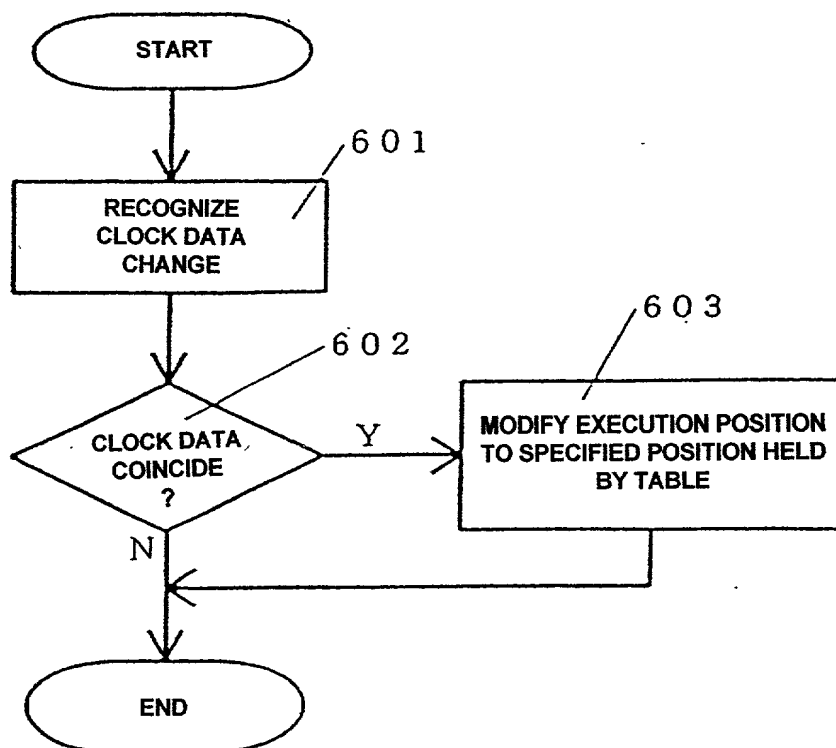 START
601
RECOGNIZE
CLOCK DATA
CHANGE
602
603
CLOCK DATA
COINCIDE
?
Y
MODIFY EXECUTION POSITION
TO SPECIFIED POSITION HELD
BY TABLE
N
END